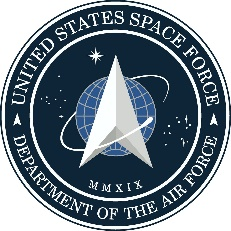 UNITED STATES SPACE FORCE
MMXIX
DEPARTMENT OF THE AIR FORCE